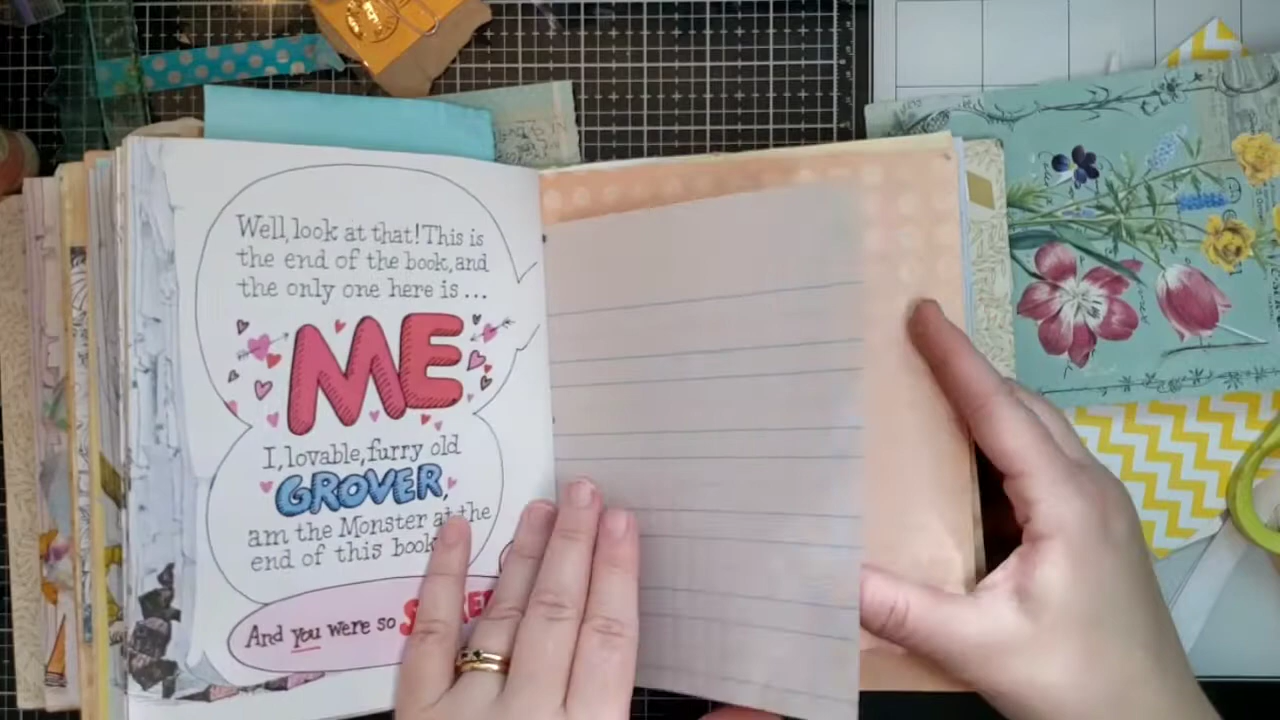 Well, look at that! This is
the end of the book, and
the only one here is...
ME
I, lovable, furry old
GROVER,
am the Monster at the
end of this book
And you were so